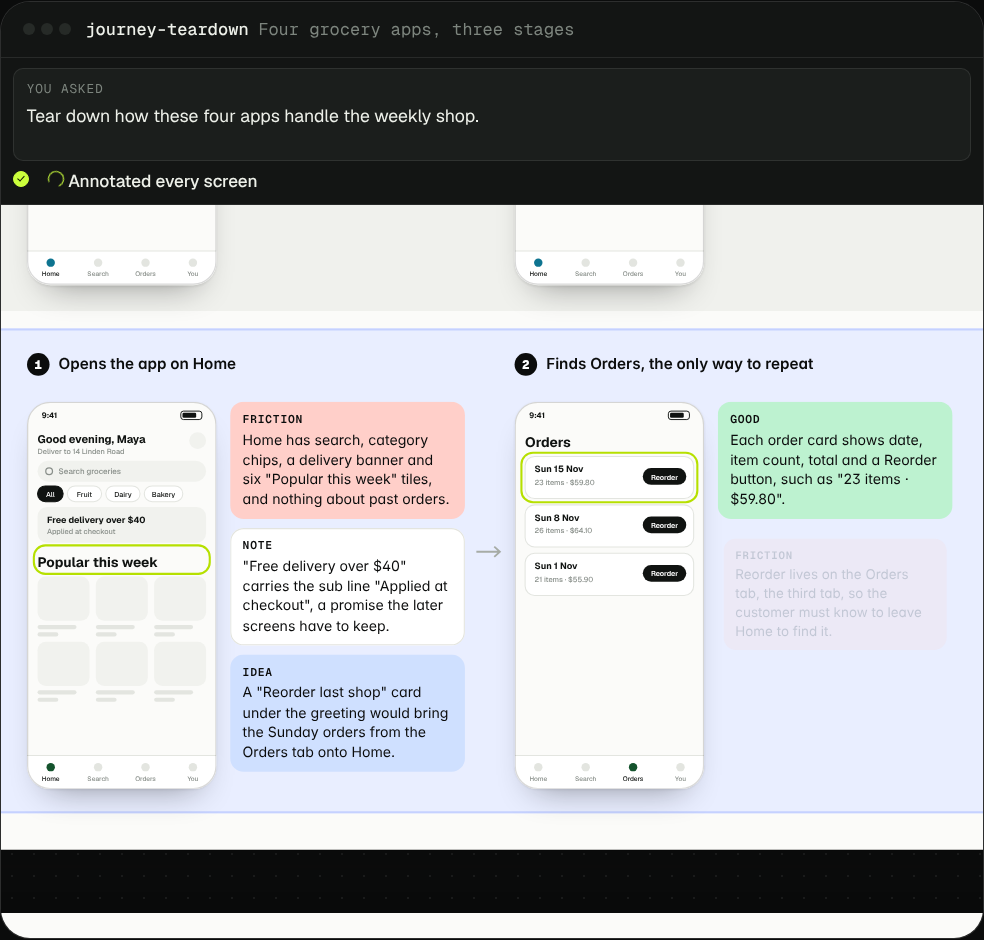 journey-teardown Four grocery apps, three stages
YOU ASKED
Tear down how these four apps handle the weekly shop.
Annotated every screen
Home Search Orders You
Home Search Orders You
1 Opens the app on Home
9:41
Good evening, Maya
Deliver to 14 Linden Road
Search groceries
All Fruit Dairy Bakery
Free delivery over $40
Applied at checkout
Popular this week
Home Search Orders You
FRICTION
Home has search, category
chips, a delivery banner and
six "Popular this week" tiles,
and nothing about past orders.
NOTE
"Free delivery over $40"
carries the sub line "Applied at
checkout", a promise the later
screens have to keep.
IDEA
A "Reorder last shop" card
under the greeting would bring
the Sunday orders from the
Orders tab onto Home.
2 Finds Orders, the only way to repeat
9:41
Orders
Sun 15 Nov
23 items · $59.80
Reorder
Sun 8 Nov
26 items · $64.10
Reorder
Sun 1 Nov
21 items · $55.90
Reorder
Home Search Orders You
GOOD
Each order card shows date,
item count, total and a Reorder
button, such as "23 items ·
$59.80".
FRICTION
Reorder lives on the Orders
tab, the third tab, so the
customer must know to leave
Home to find it.